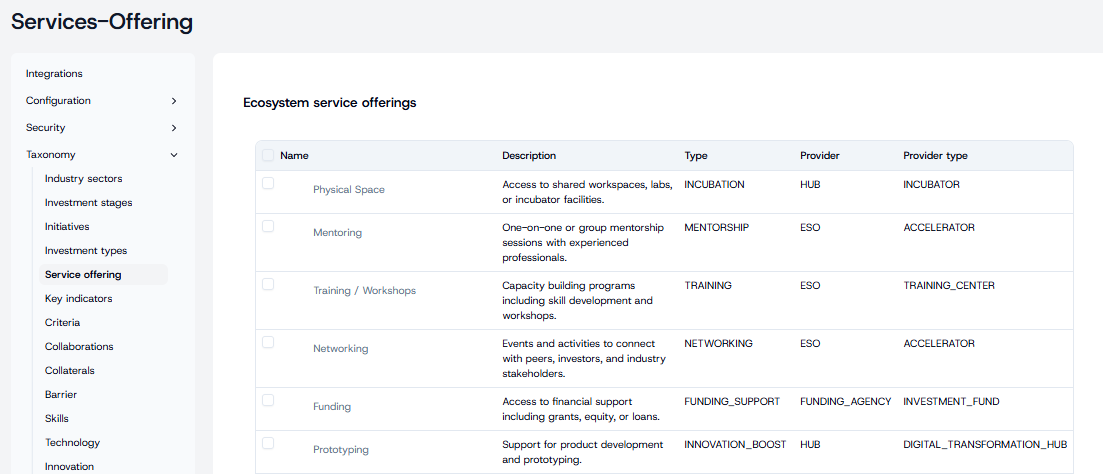 Services-Offering
Integrations
Configuration
Security
Taxonomy
Industry sectors
Investment stages
Initiatives
Investment types
Service offering
Key indicators
Criteria
Collaborations
Collaterals
Barrier
Skills
Technology
Innovation
Ecosystem service offerings
Name Description Type Provider Provider type
Physical Space Access to shared workspaces, labs, INCUBATION HUB INCUBATOR
or incubator facilities.
Mentoring One-on-one or group mentorship MENTORSHIP ESO ACCELERATOR
sessions with experienced
professionals.
Training / Workshops Capacity building programs TRAINING ESO TRAINING_CENTER
including skill development and
workshops.
Networking Events and activities to connect NETWORKING ESO ACCELERATOR
with peers, investors, and industry
stakeholders.
Funding Access to financial support FUNDING_SUPPORT FUNDING_AGENCY INVESTMENT_FUND
including grants, equity, or loans.
Prototyping Support for product development INNOVATION_BOOST HUB DIGITAL_TRANSFORMATION_HUB
and prototyping.